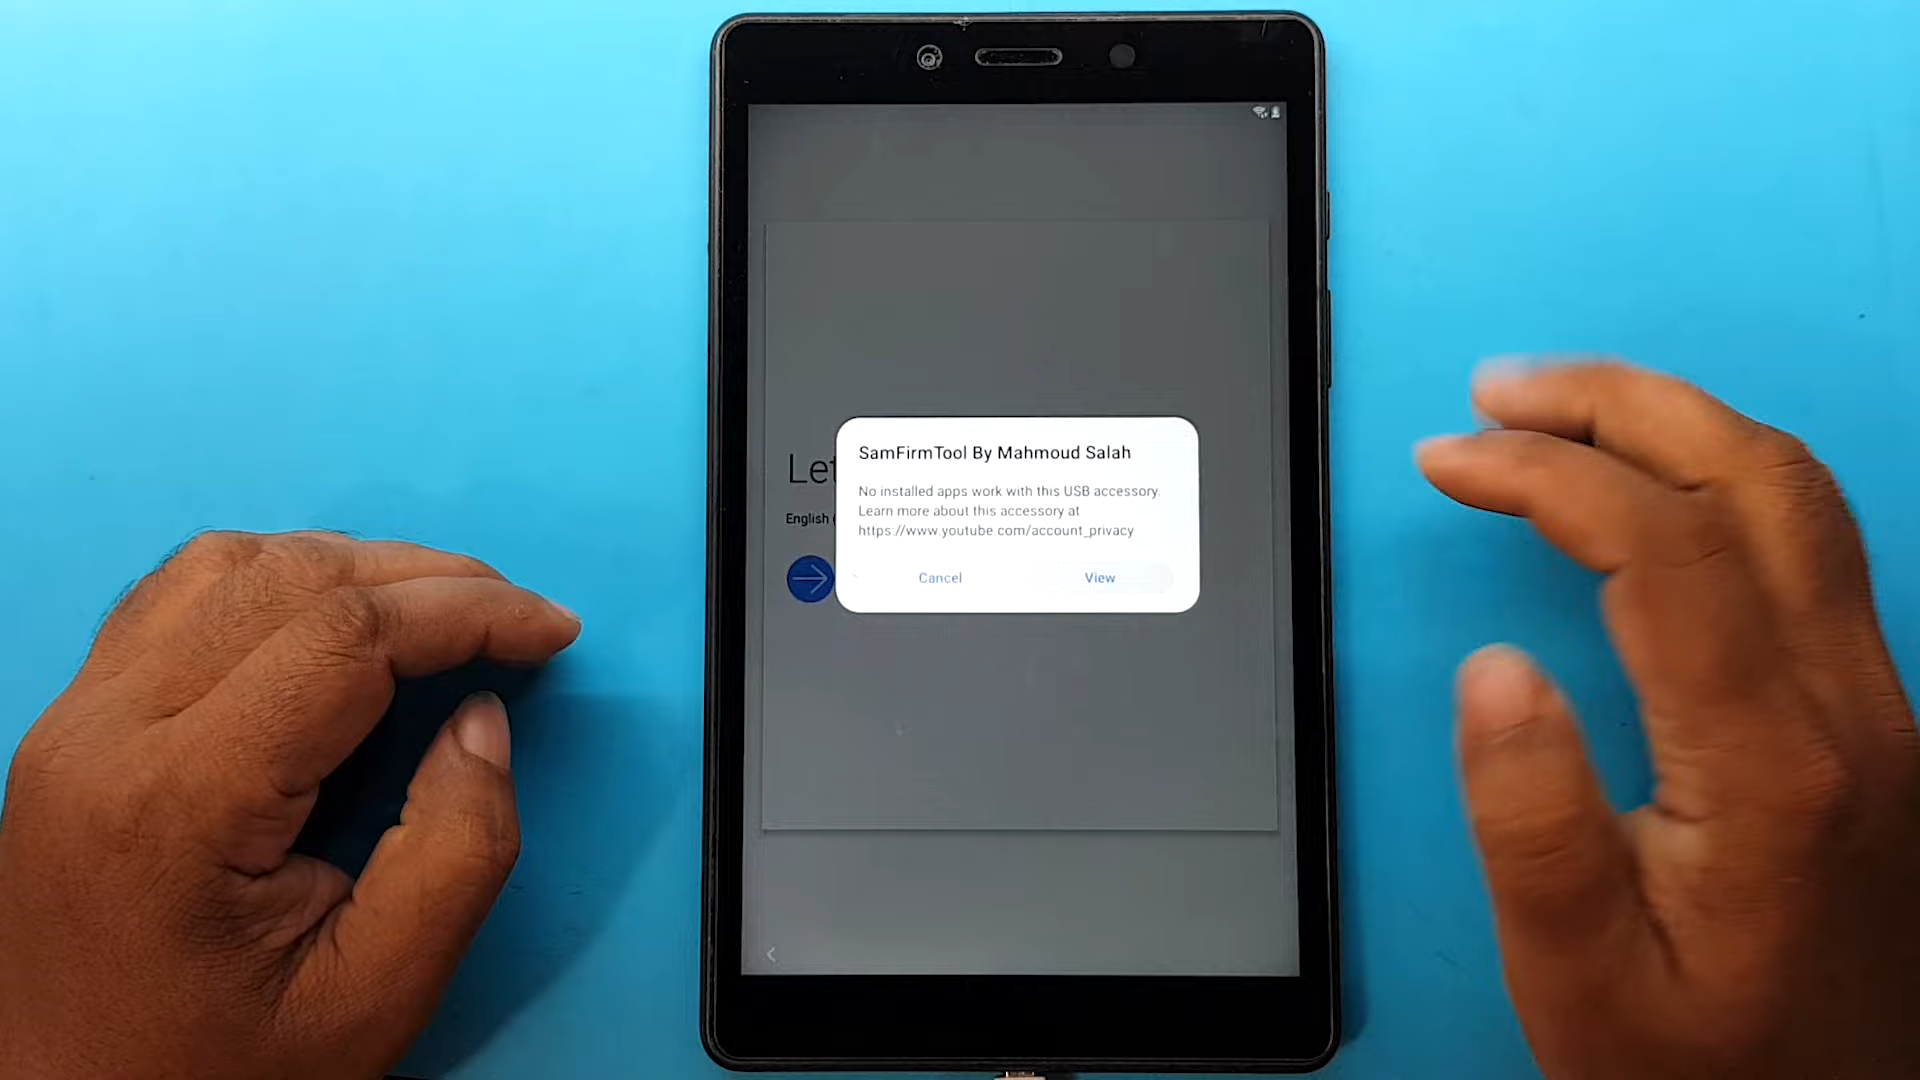 SamFirmTool By Mahmoud Salah
No installed apps work with this USB accessory.
Learn more about this accessory at
https://www.youtube.com/account_privacy
Let
English (
Cancel
View